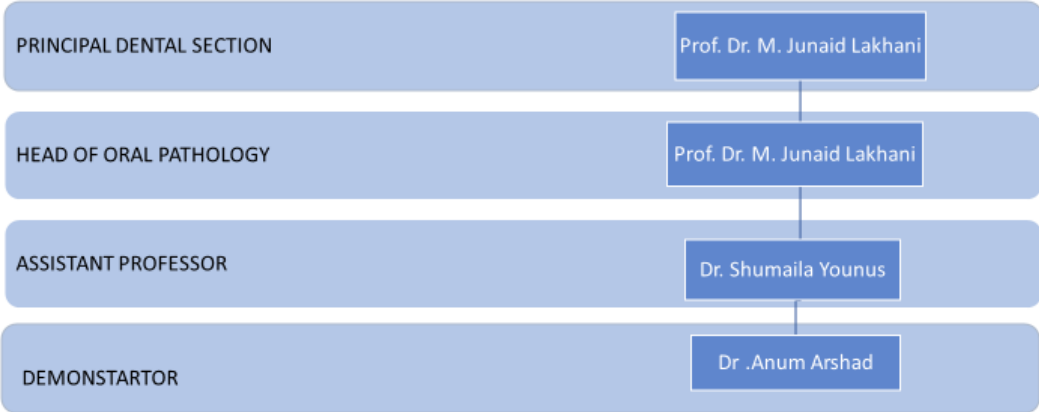 PRINCIPAL DENTAL SECTION
Prof. Dr. M. Junaid Lakhani
HEAD OF ORAL PATHOLOGY
Prof. Dr. M. Junaid Lakhani
ASSISTANT PROFESSOR
Dr. Shumaila Younus
DEMONSTARTOR
Dr .Anum Arshad